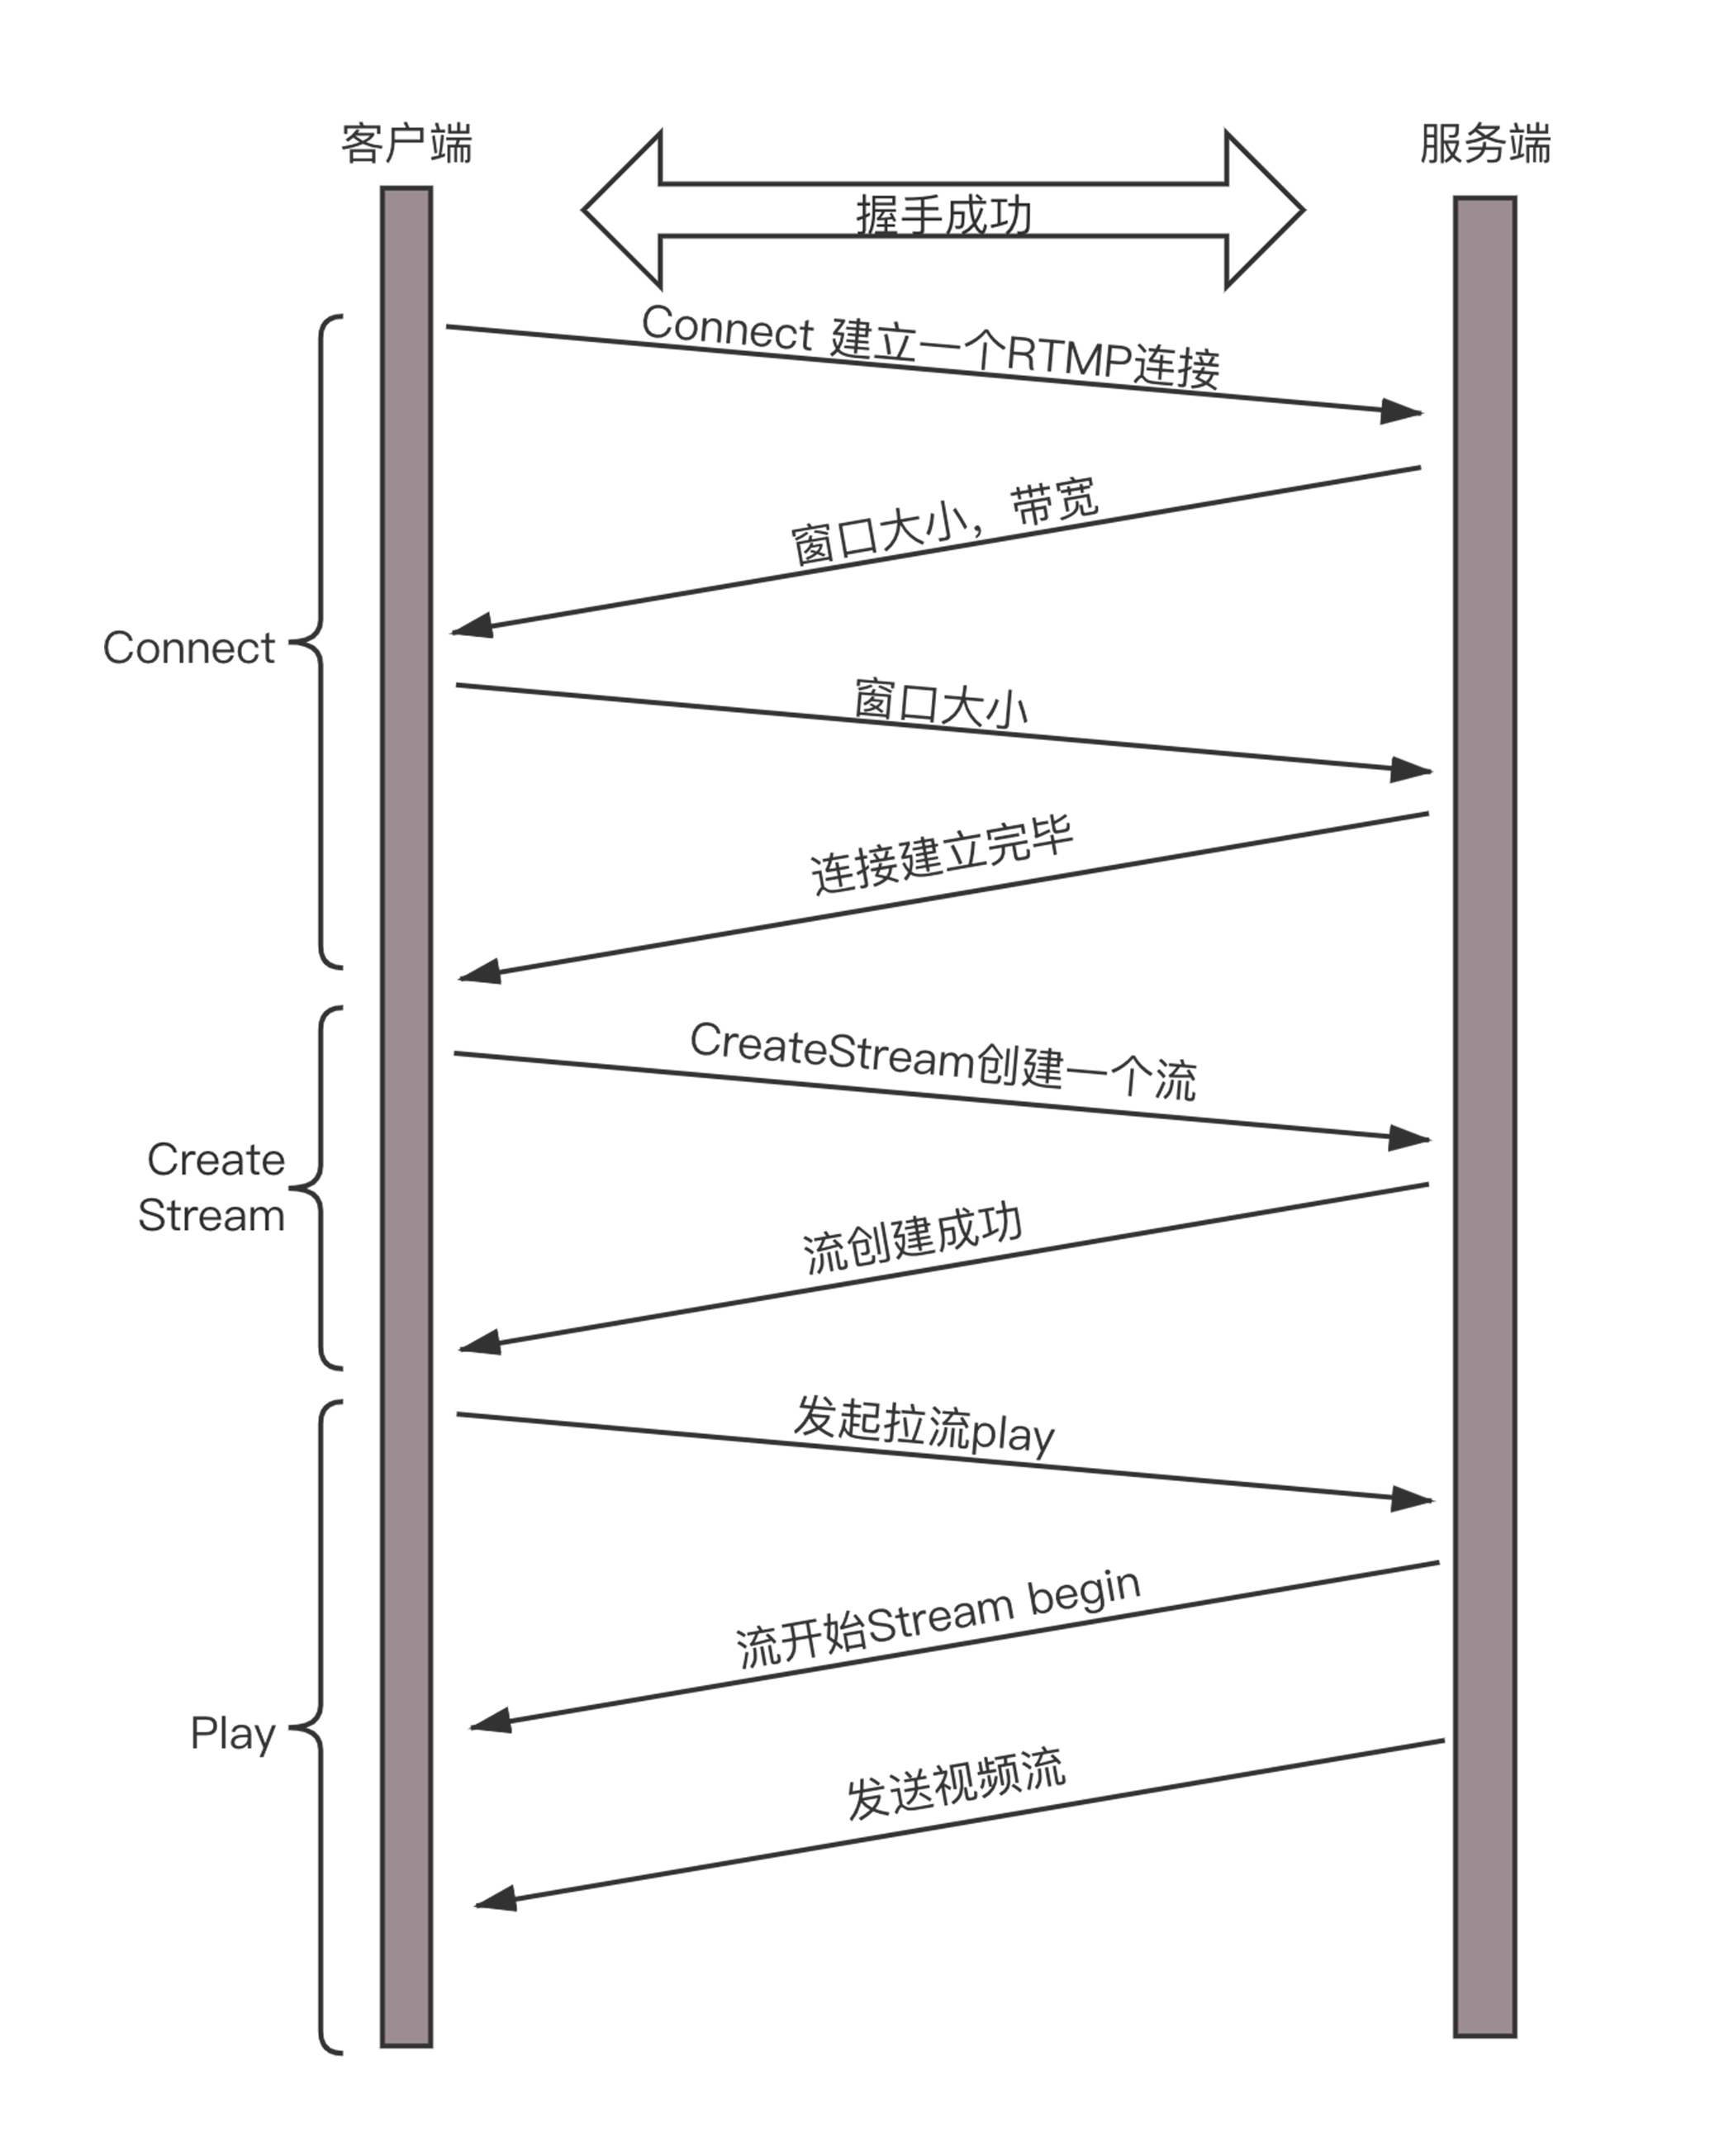 客户端
服务端
握手成功
Connect 建立一个RTMP连接
窗口大小，带宽
Connect
窗口大小
连接建立完毕
CreateStream创建一个流
Create
Stream
流创建成功
发起拉流play
流开始Stream begin
Play
发送视频流